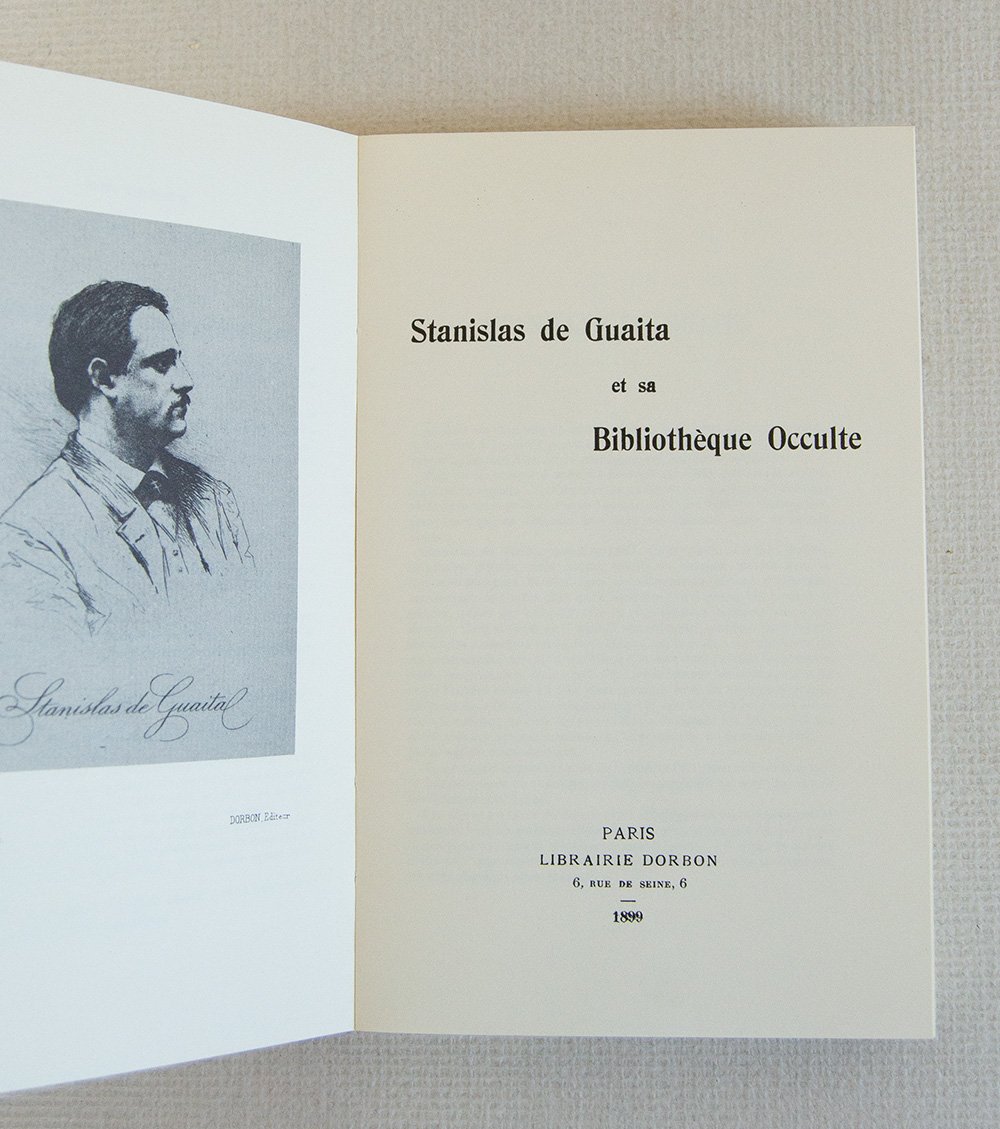 Stanislas de Guaita
DORBON Editeur
Stanislas de Guaita
et sa
Bibliothèque Occulte
PARIS
LIBRAIRIE DORBON
6, RUE DE SEINE, 6
1899